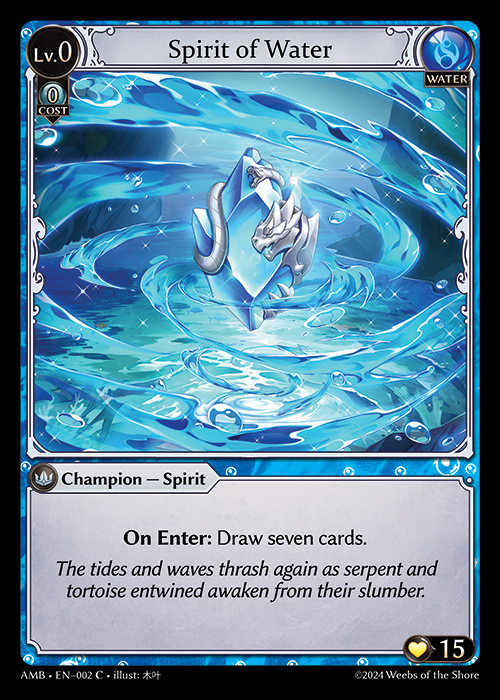 Lv.0
Spirit of Water
WATER
0
COST
Champion — Spirit
On Enter: Draw seven cards.
The tides and waves thrash again as serpent and
tortoise entwined awaken from their slumber.
15
AMB • EN–002 C • illust: 木叶
©2024 Weebs of the Shore